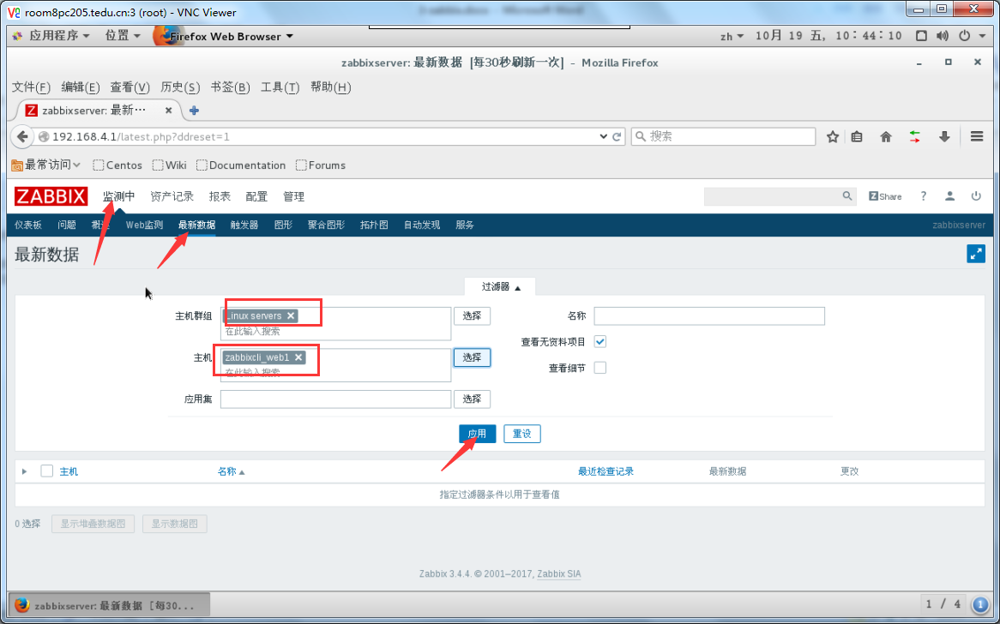 room8pc205.tedu.cn:3 (root) - VNC Viewer
应用程序 位置 Firefox Web Browser zh 10月 19 五, 10:44:10
zabbixserver: 最新数据 [每30秒刷新一次] - Mozilla Firefox
文件(F) 编辑(E) 查看(V) 历史(S) 书签(B) 工具(T) 帮助(H)
zabbixserver: 最新…
192.168.4.1/latest.php?ddreset=1 搜索
最常访问 Centos Wiki Documentation Forums
ZABBIX 监测中 资产记录 报表 配置 管理 Z Share ?
仪表板 问题 概述 Web监测 最新数据 触发器 图形 聚合图形 拓扑图 自动发现 服务 zabbixserver
最新数据
过滤器 ▲
主机群组 Linux servers ✕ 选择 名称
在此输入搜索
查看无资料项目
主机 zabbixcli_web1 ✕ 选择
在此输入搜索 查看细节
应用集 选择
应用 重设
主机 名称 ▲ 最近检查记录 最新数据 更改
指定过滤器条件以用于查看值
0 选择 显示堆叠数据图 显示数据图
Zabbix 3.4.4. © 2001–2017, Zabbix SIA
zabbixserver: 最新数据 [每30... 1 / 4 1